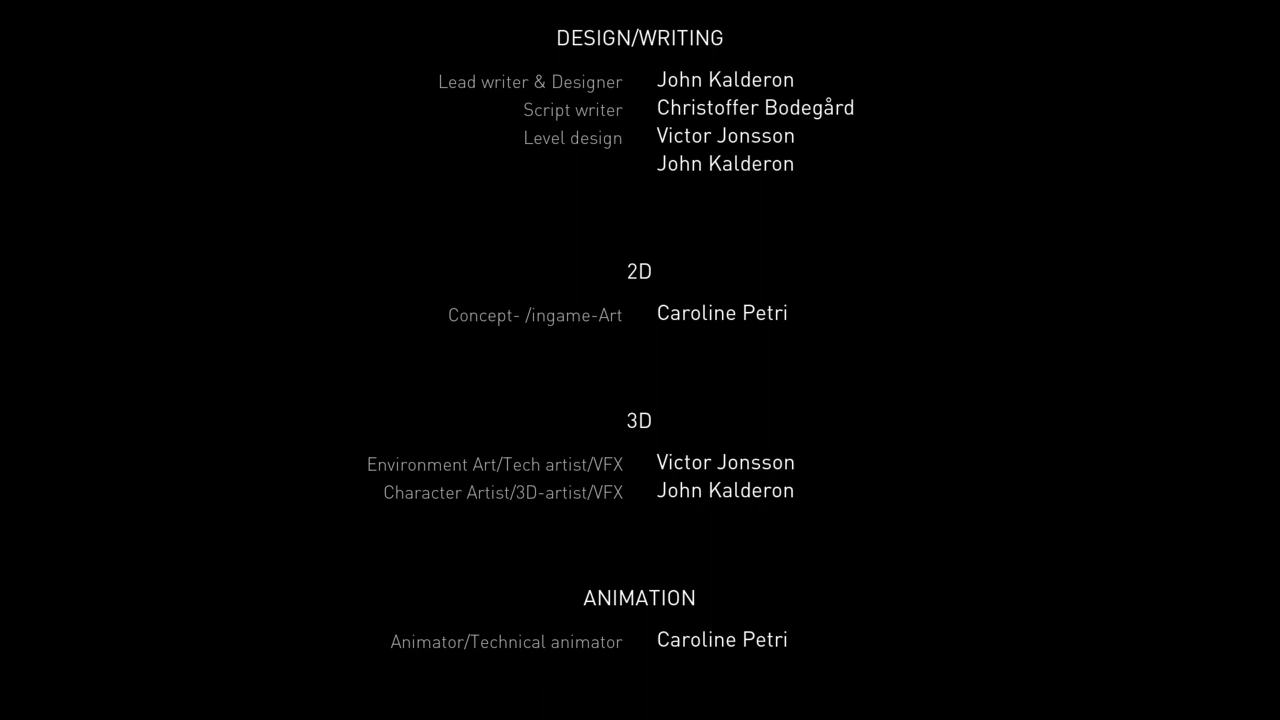 DESIGN/WRITING
Lead writer & Designer John Kalderon
Script writer Christoffer Bodegård
Level design Victor Jonsson
John Kalderon
2D
Concept- /ingame-Art Caroline Petri
3D
Environment Art/Tech artist/VFX Victor Jonsson
Character Artist/3D-artist/VFX John Kalderon
ANIMATION
Animator/Technical animator Caroline Petri